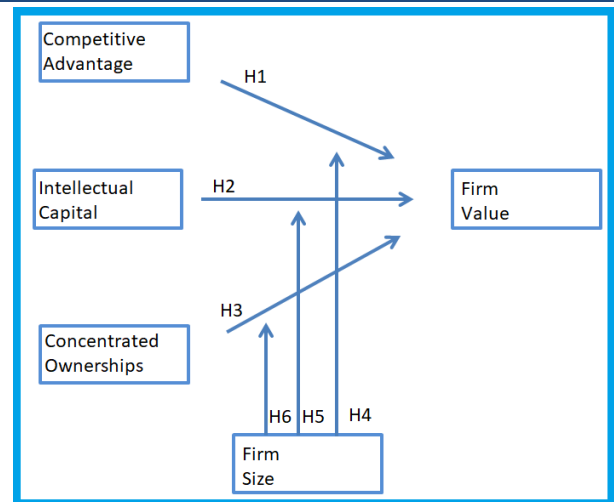 Competitive
Advantage
H1
Intellectual
Capital
H2
Firm
Value
H3
Concentrated
Ownerships
H6 H5 H4
Firm
Size